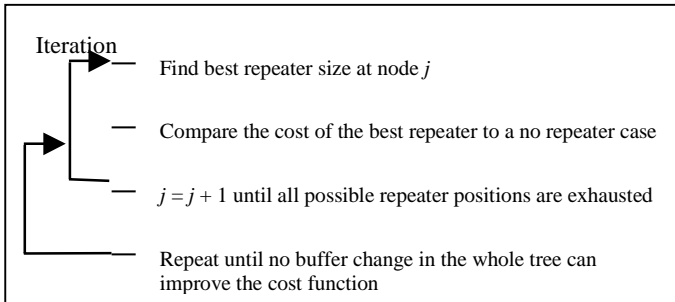 Iteration
Find best repeater size at node j
Compare the cost of the best repeater to a no repeater case
j = j + 1 until all possible repeater positions are exhausted
Repeat until no buffer change in the whole tree can
improve the cost function